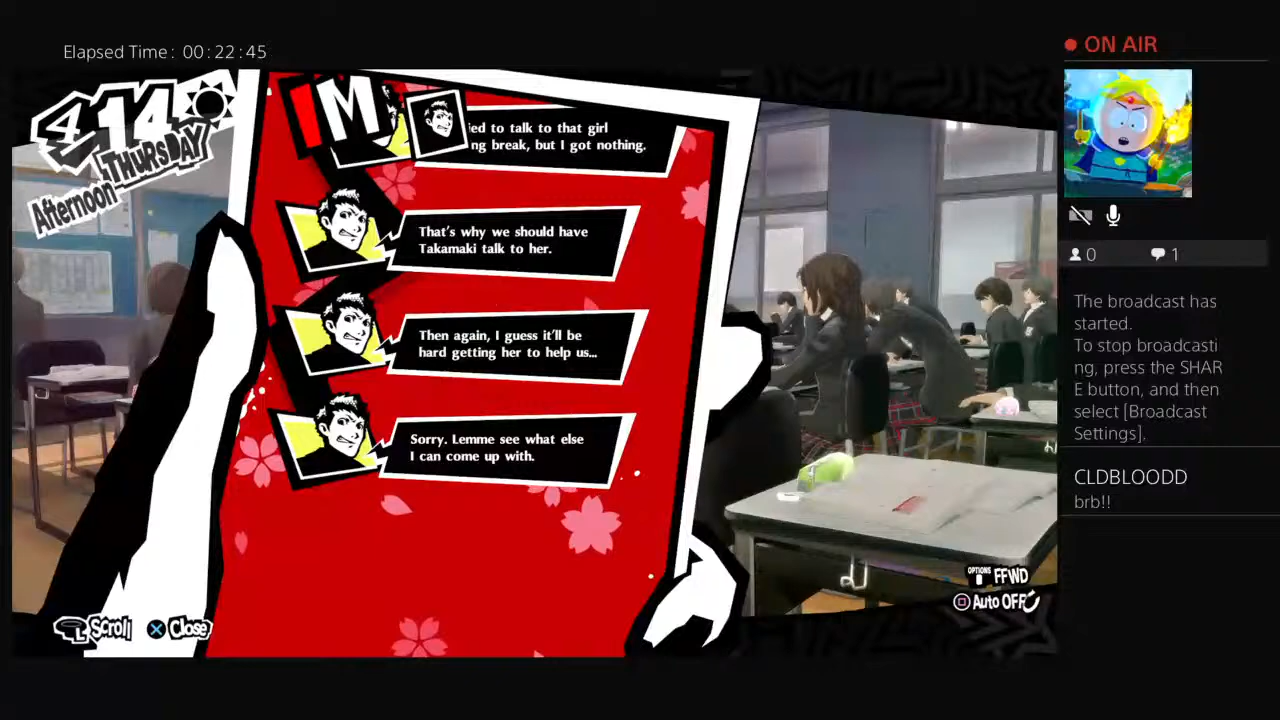 Elapsed Time: 00:22:45
ON AIR
4 14
THURSDAY
Afternoon
IM
ied to talk to that girl
ng break, but I got nothing.
That's why we should have
Takamaki talk to her.
Then again, I guess it'll be
hard getting her to help us...
Sorry. Lemme see what else
I can come up with.
Scroll
Close
OPTIONS FFWD
Auto OFF
0 1
The broadcast has
started.
To stop broadcasti
ng, press the SHAR
E button, and then
select [Broadcast
Settings].
CLDBLOODD
brb!!